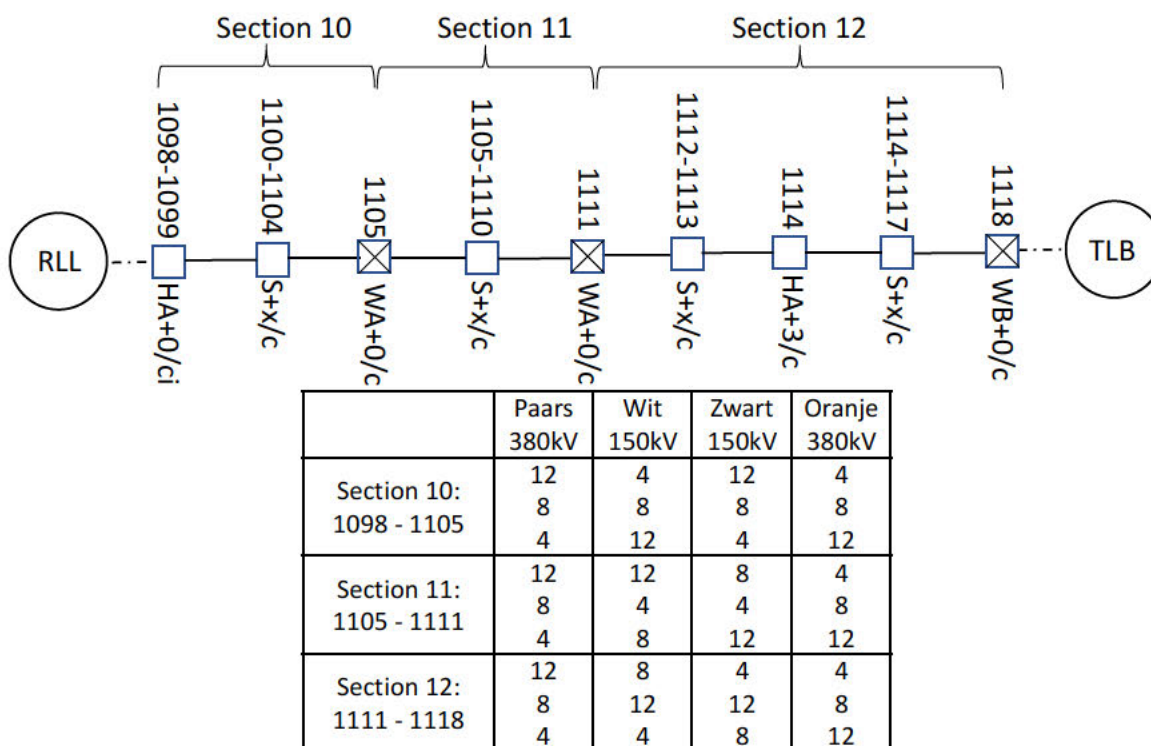 Section 10
Section 11
Section 12
1098-1099
1100-1104
1105
1105-1110
1111
1112-1113
1114
1114-1117
1118
RLL
TLB
HA+0/ci
S+x/c
WA+0/c
S+x/c
WA+0/c
S+x/c
HA+3/c
S+x/c
WB+0/c
Paars Wit Zwart Oranje
380kV 150kV 150kV 380kV
Section 10:
1098 - 1105
12 4 12 4
8 8 8 8
4 12 4 12
Section 11:
1105 - 1111
12 12 8 4
8 4 4 8
4 8 12 12
Section 12:
1111 - 1118
12 8 4 4
8 12 12 8
4 4 8 12